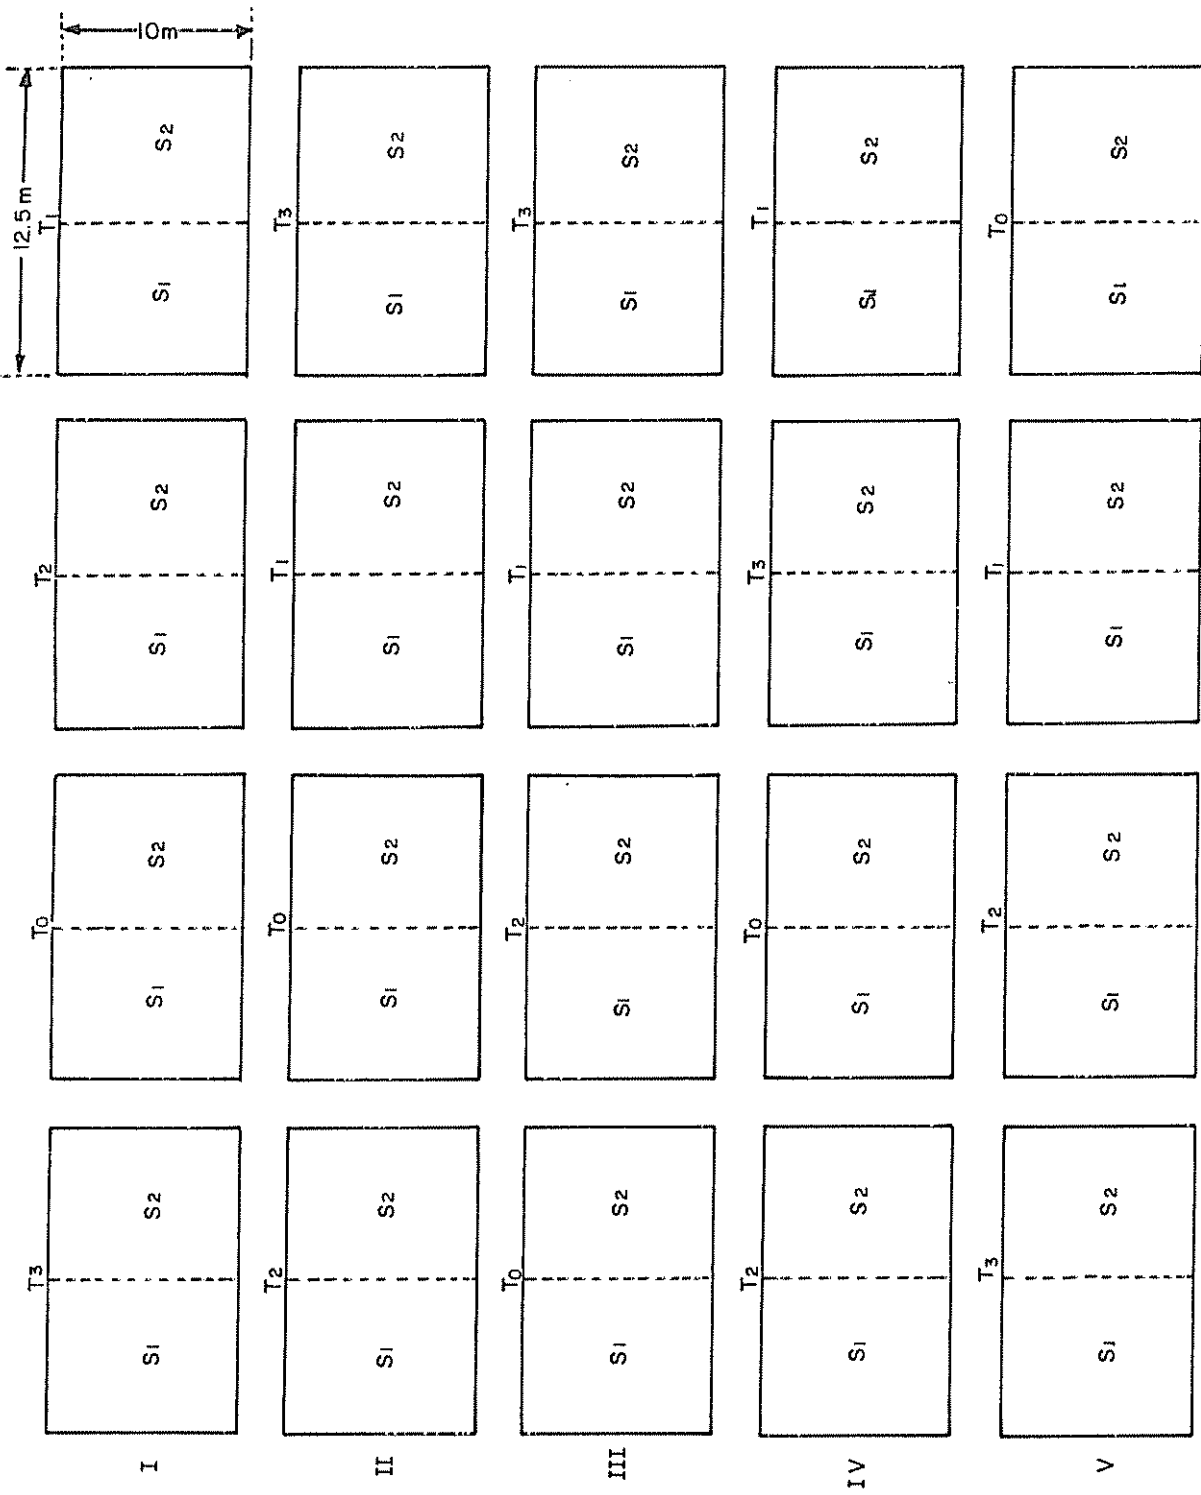 12.5 m
T3 T0 T2 T1
10m
I S1 S2 S1 S2 S1 S2 S1 S2
T2 T0 T1 T3
II S1 S2 S1 S2 S1 S2 S1 S2
T0 T2 T1 T3
III S1 S2 S1 S2 S1 S2 S1 S2
T2 T0 T3 T1
IV S1 S2 S1 S2 S1 S2 S1 S2
T3 T2 T1 T0
V S1 S2 S1 S2 S1 S2 S1 S2